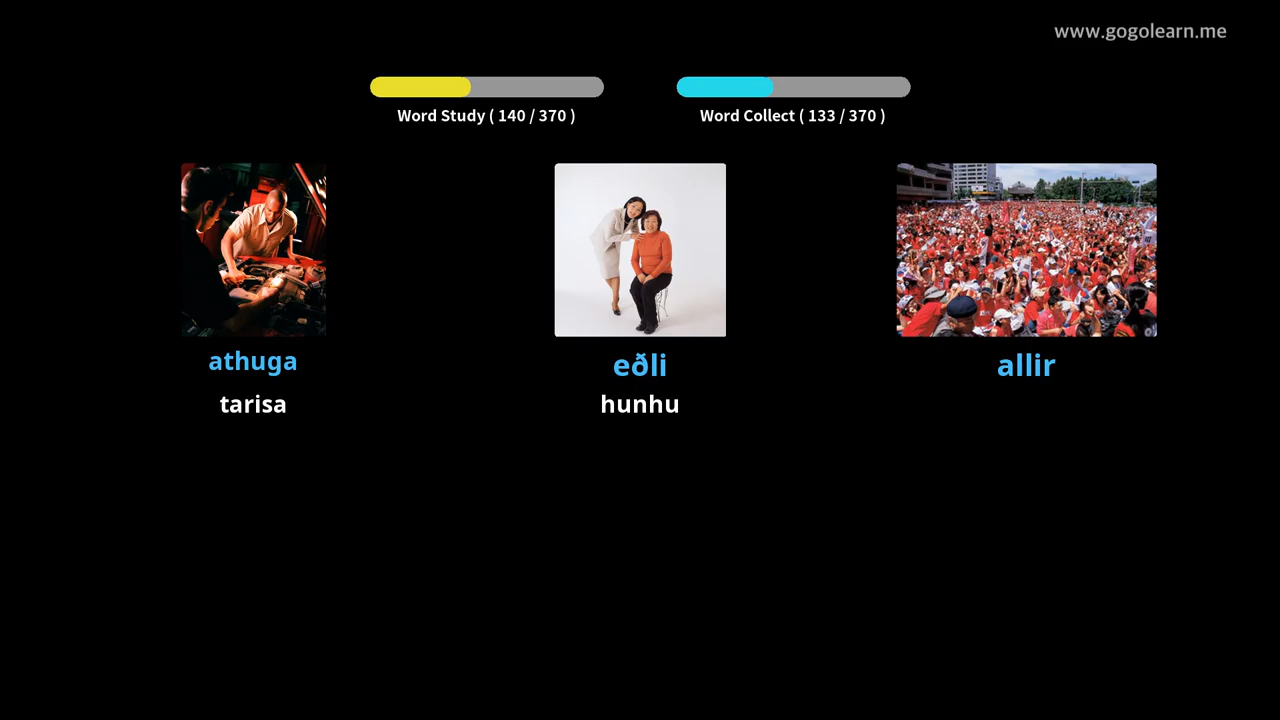 www.gogolearn.me
Word Study ( 140 / 370 )
Word Collect ( 133 / 370 )
athuga
eðli
allir
tarisa
hunhu